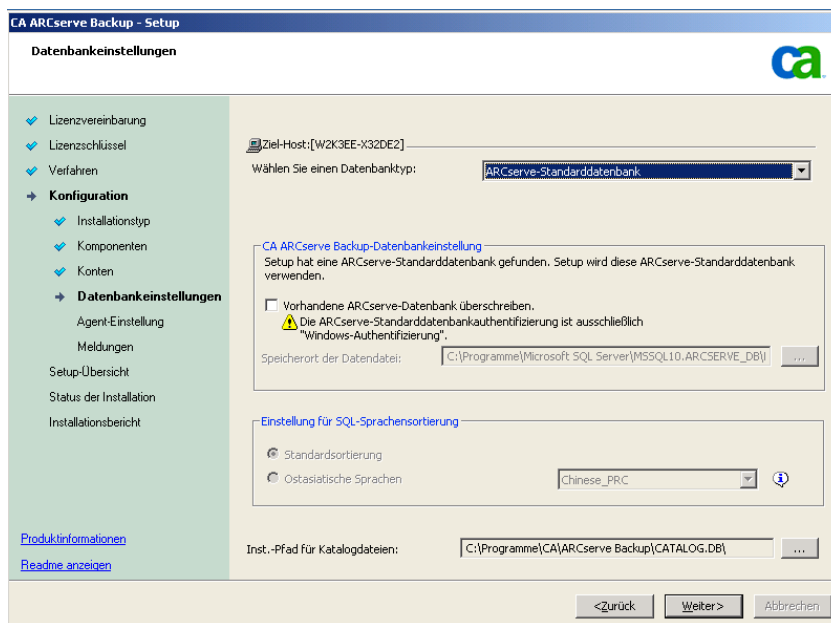 CA ARCserve Backup - Setup
Datenbankeinstellungen
ca
Lizenzvereinbarung
Lizenzschlüssel
Verfahren
Konfiguration
Installationstyp
Komponenten
Konten
Datenbankeinstellungen
Agent-Einstellung
Meldungen
Setup-Übersicht
Status der Installation
Installationsbericht
Produktinformationen
Readme anzeigen
Ziel-Host:[W2K3EE-X32DE2]
Wählen Sie einen Datenbanktyp: ARCserve-Standarddatenbank
CA ARCserve Backup-Datenbankeinstellung
Setup hat eine ARCserve-Standarddatenbank gefunden. Setup wird diese ARCserve-Standarddatenbank
verwenden.
Vorhandene ARCserve-Datenbank überschreiben.
Die ARCserve-Standarddatenbankauthentifizierung ist ausschließlich
"Windows-Authentifizierung".
Speicherort der Datendatei: C:\Programme\Microsoft SQL Server\MSSQL10.ARCSERVE_DB\ ...
Einstellung für SQL-Sprachensortierung
Standardsortierung
Ostasiatische Sprachen Chinese_PRC
Inst.-Pfad für Katalogdateien: C:\Programme\CA\ARCserve Backup\CATALOG.DB\ ...
<Zurück Weiter> Abbrechen